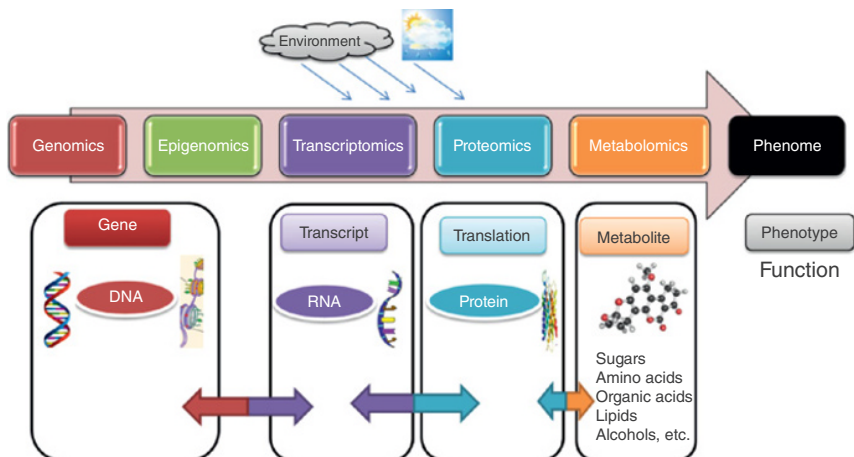 Environment
Genomics
Epigenomics
Transcriptomics
Proteomics
Metabolomics
Phenome
Gene
Transcript
Translation
Metabolite
Phenotype
Function
DNA
RNA
Protein
Sugars
Amino acids
Organic acids
Lipids
Alcohols, etc.